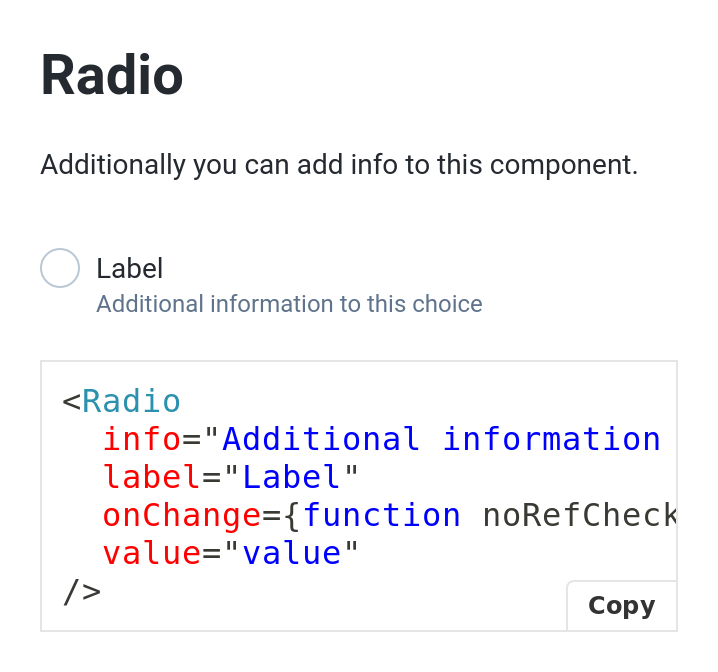 Radio
Additionally you can add info to this component.
Label
Additional information to this choice
<Radio
  info="Additional information
  label="Label"
  onChange={function noRefCheck
  value="value"
/>
Copy